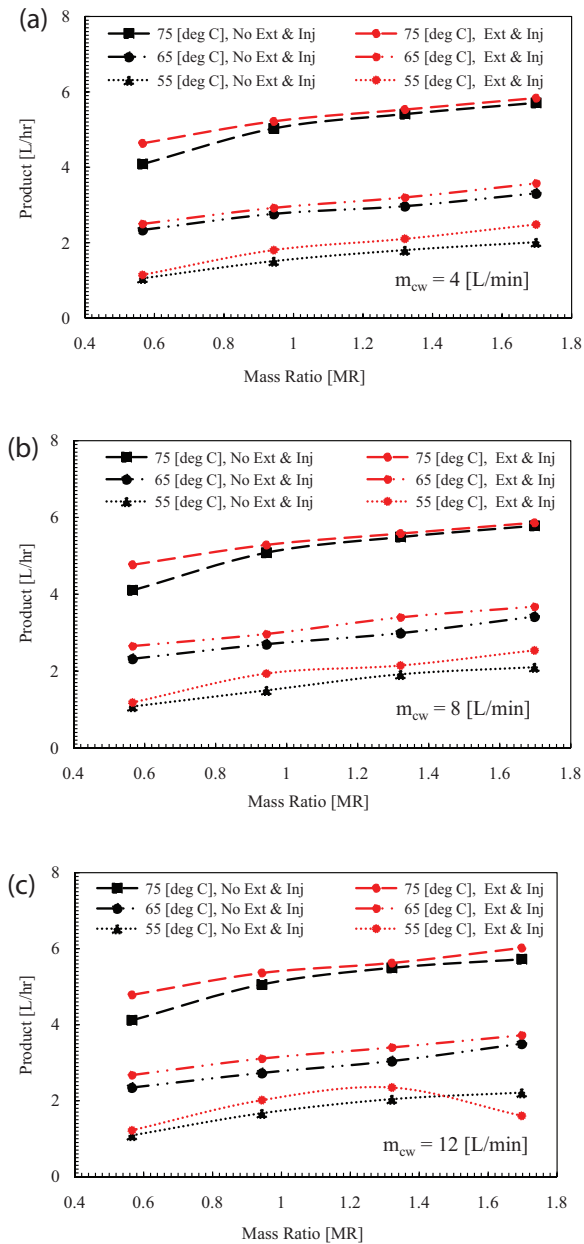 (a)
75 [deg C], No Ext & Inj
75 [deg C], Ext & Inj
65 [deg C], No Ext & Inj
65 [deg C], Ext & Inj
55 [deg C], No Ext & Inj
55 [deg C], Ext & Inj
8
6
4
2
0
Product [L/hr]
m_cw = 4 [L/min]
0.4 0.6 0.8 1 1.2 1.4 1.6 1.8
Mass Ratio [MR]
(b)
75 [deg C], No Ext & Inj
75 [deg C], Ext & Inj
65 [deg C], No Ext & Inj
65 [deg C], Ext & Inj
55 [deg C], No Ext & Inj
55 [deg C], Ext & Inj
8
6
4
2
0
Product [L/hr]
m_cw = 8 [L/min]
0.4 0.6 0.8 1 1.2 1.4 1.6 1.8
Mass Ratio [MR]
(c)
75 [deg C], No Ext & Inj
75 [deg C], Ext & Inj
65 [deg C], No Ext & Inj
65 [deg C], Ext & Inj
55 [deg C], No Ext & Inj
55 [deg C], Ext & Inj
8
6
4
2
0
Product [L/hr]
m_cw = 12 [L/min]
0.4 0.6 0.8 1 1.2 1.4 1.6 1.8
Mass Ratio [MR]